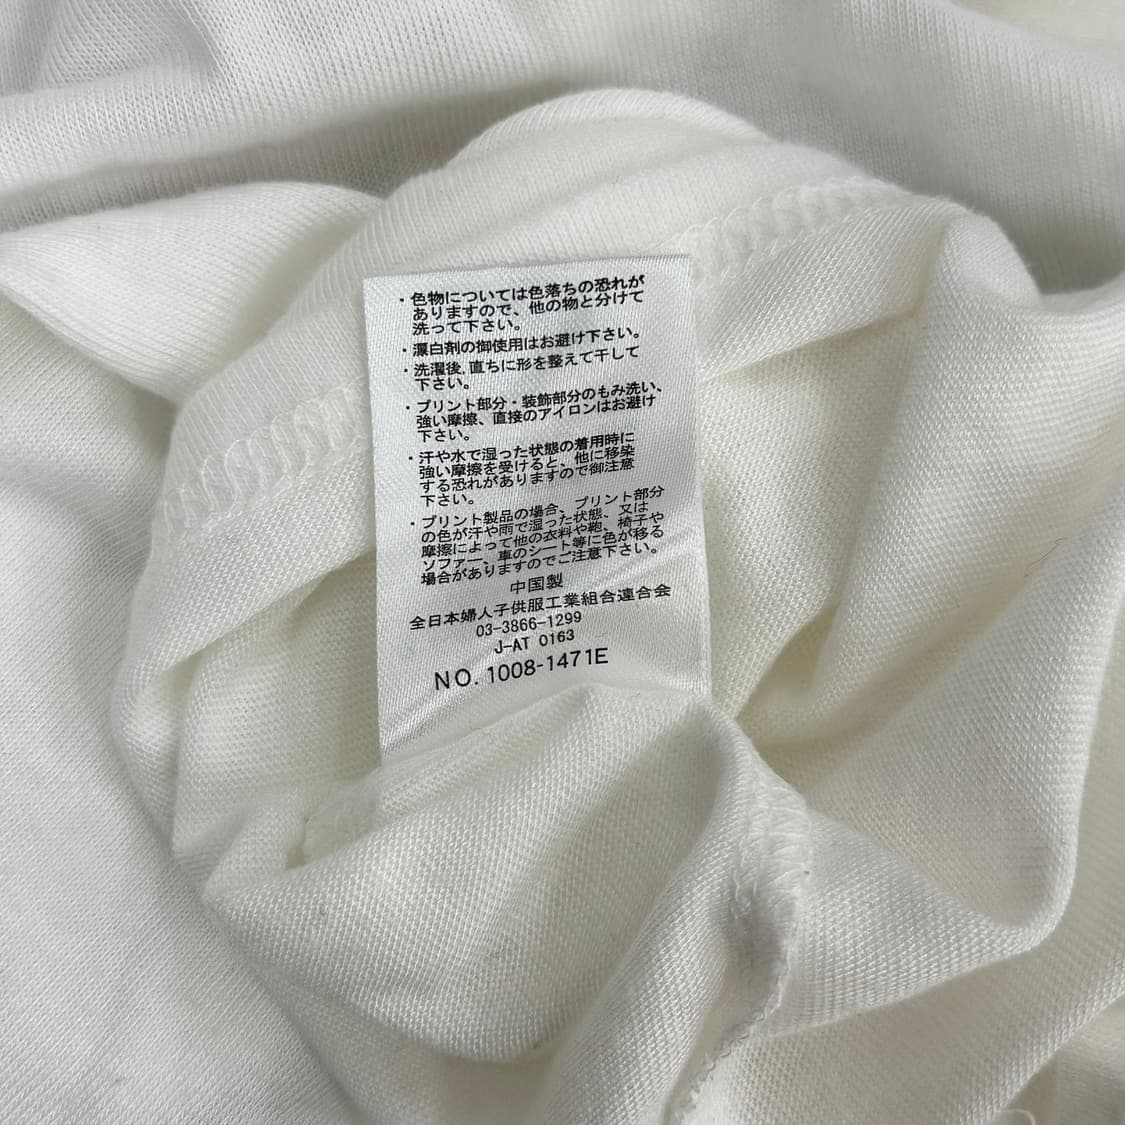 ・色物については色落ちの恐れが
ありますので、他の物と分けて
洗って下さい。
・漂白剤の御使用はお避け下さい。
・洗濯後、直ちに形を整えて干して
下さい。
・プリント部分・装飾部分のもみ洗い、
強い摩擦、直接のアイロンはお避け
下さい。
・汗や水で湿った状態の着用時に
強い摩擦を受けると、他に移染
する恐れがありますので御注意
下さい。
・プリント製品の場合、プリント部分
の色が汗や雨で湿った状態、又は
摩擦によって他の衣料や鞄、椅子や
ソファー、車のシート等に色が移る
場合がありますのでご注意下さい。
中国製
全日本婦人子供服工業組合連合会
03-3866-1299
J-AT 0163
NO. 1008-1471E